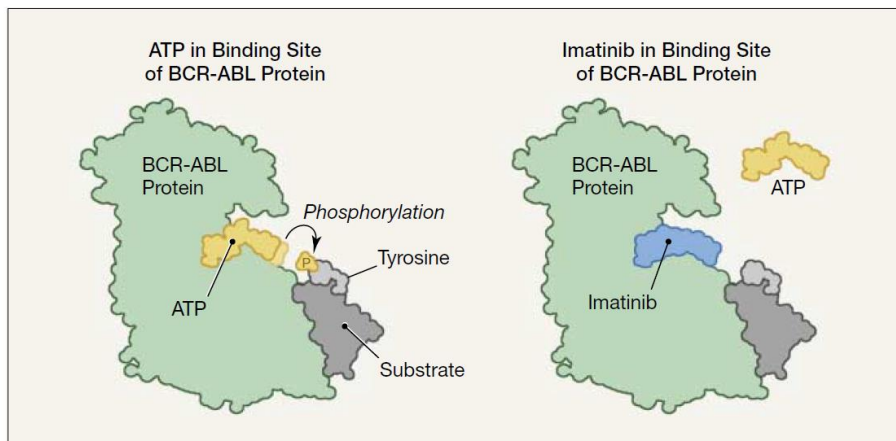 ATP in Binding Site
of BCR-ABL Protein
BCR-ABL
Protein
Phosphorylation
P
Tyrosine
ATP
Substrate
Imatinib in Binding Site
of BCR-ABL Protein
BCR-ABL
Protein
ATP
Imatinib